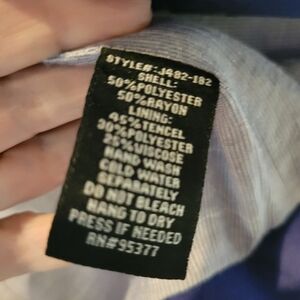 STYLE#: J482-182
SHELL:
50%POLYESTER
50%RAYON
LINING:
45%TENCEL
30%POLYESTER
25%VISCOSE
HAND WASH
COLD WATER
SEPARATELY
DO NOT BLEACH
HANG TO DRY
PRESS IF NEEDED
RN#95377